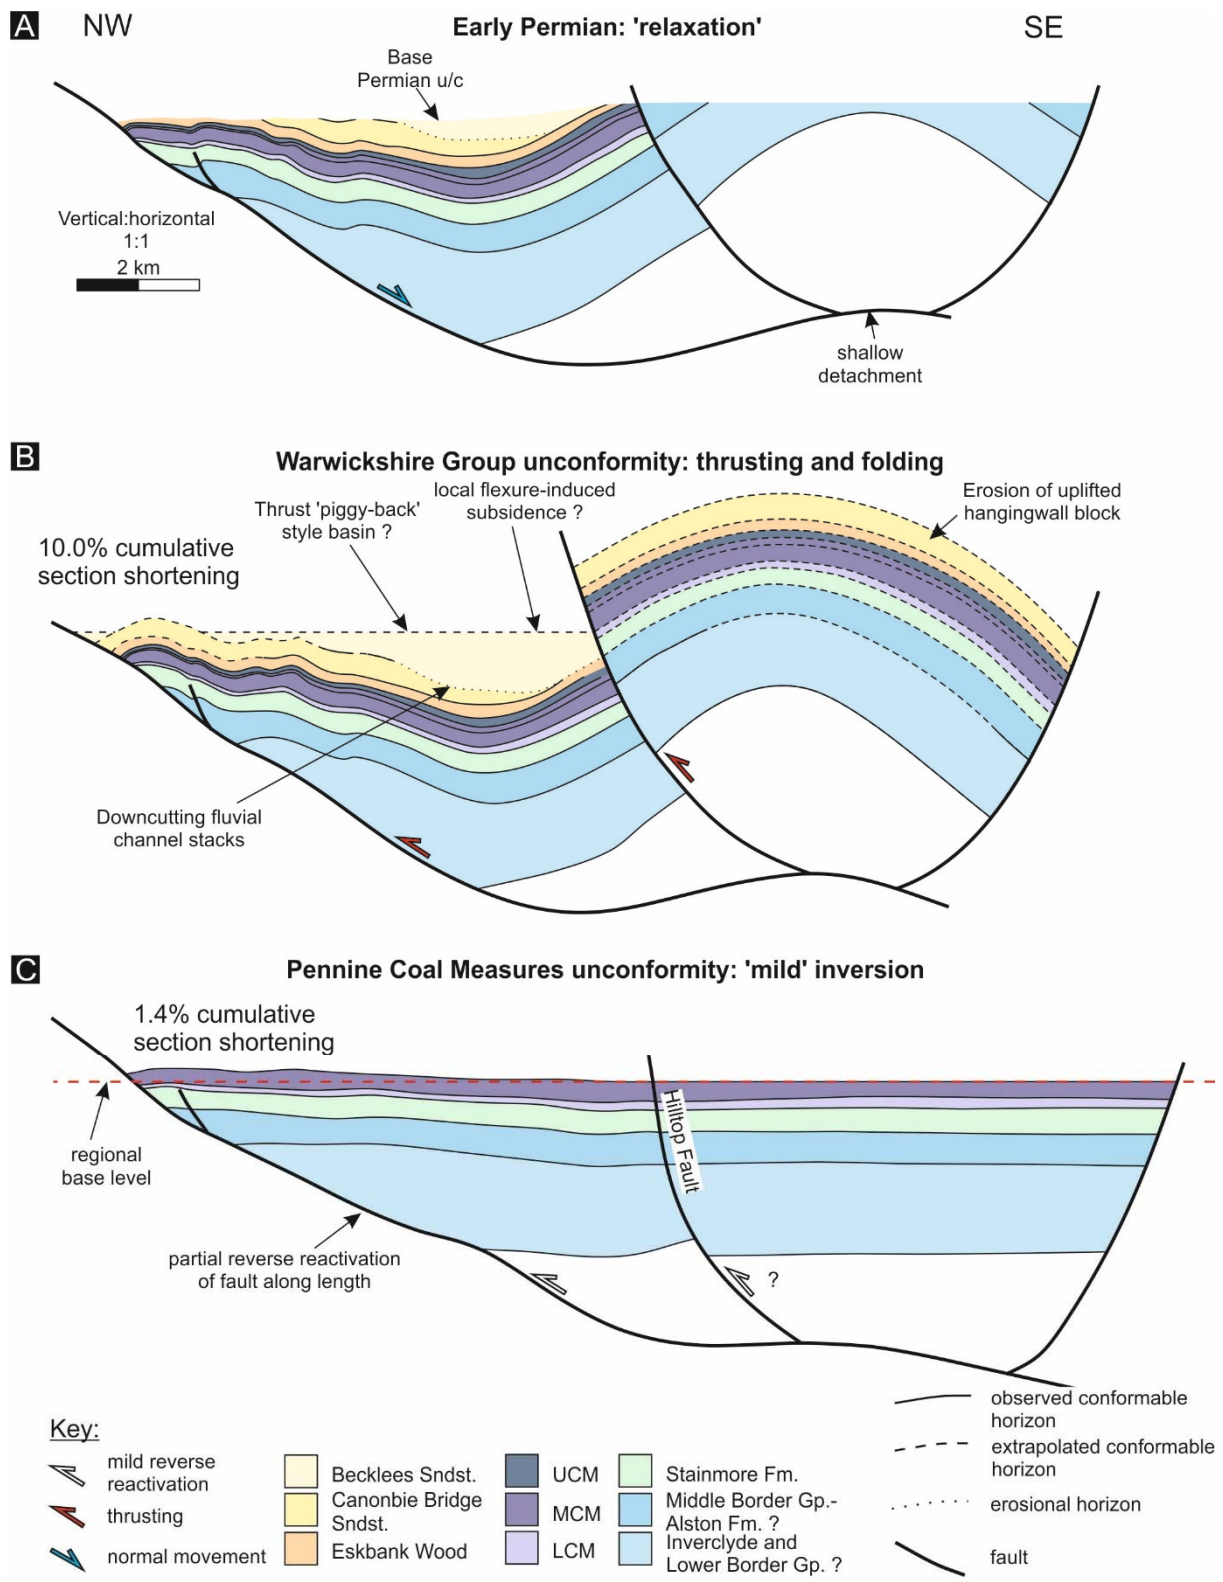 A
NW
Early Permian: 'relaxation'
SE
Base
Permian u/c
Vertical:horizontal
1:1
2 km
shallow
detachment
B
Warwickshire Group unconformity: thrusting and folding
Thrust 'piggy-back'
style basin ?
local flexure-induced
subsidence ?
Erosion of uplifted
hangingwall block
10.0% cumulative
section shortening
Downcutting fluvial
channel stacks
C
Pennine Coal Measures unconformity: 'mild' inversion
1.4% cumulative
section shortening
Hilltop Fault
regional
base level
partial reverse reactivation
of fault along length
?
Key:
mild reverse
reactivation
thrusting
normal movement
Becklees Sndst.
Canonbie Bridge
Sndst.
Eskbank Wood
UCM
MCM
LCM
Stainmore Fm.
Middle Border Gp.-
Alston Fm. ?
Inverclyde and
Lower Border Gp. ?
observed conformable
horizon
extrapolated conformable
horizon
erosional horizon
fault